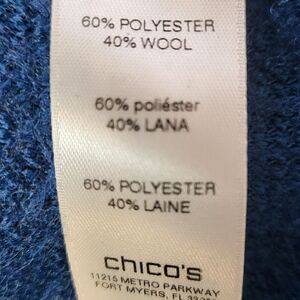 60% POLYESTER
40% WOOL
60% poliéster
40% LANA
60% POLYESTER
40% LAINE
chico's
11215 METRO PARKWAY
FORT MYERS, FL